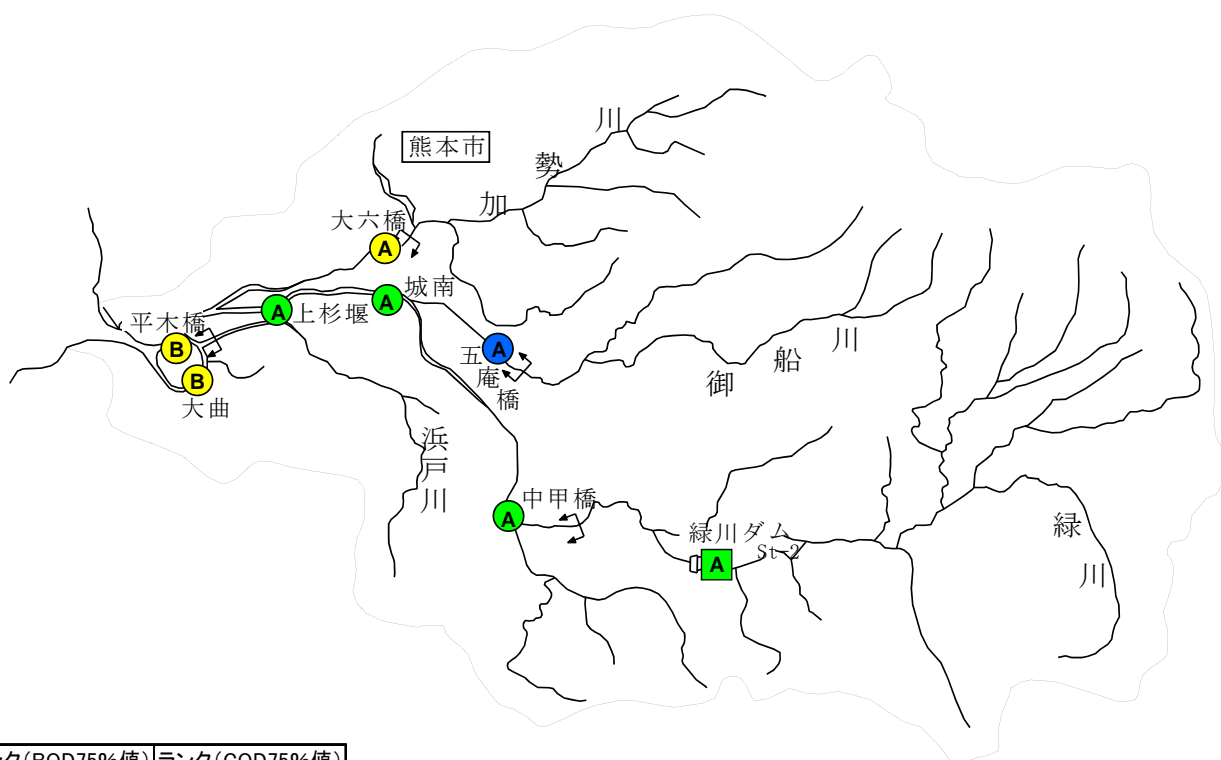 熊本市
加勢川
大六橋
A
城南
A
上杉堰
A
平木橋
B
B
大曲
五庵橋
A
御船川
浜戸川
中甲橋
A
緑川ダム
St-2
A
緑川
ク(BOD75%値) ランク(COD75%値)